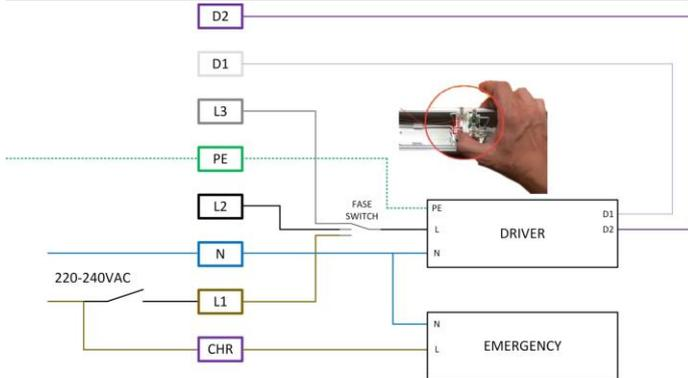 D2
D1
L3
PE
L2
FASE
SWITCH
PE
L
N
DRIVER
D1
D2
N
220-240VAC
L1
CHR
N
L
EMERGENCY